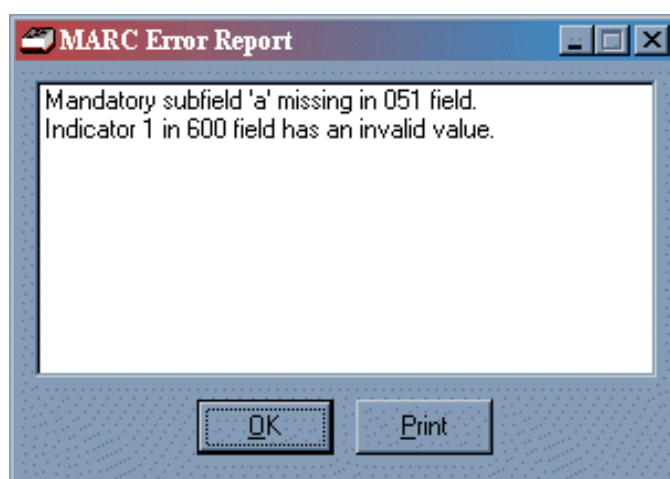 MARC Error Report
Mandatory subfield 'a' missing in 051 field.
Indicator 1 in 600 field has an invalid value.
OK
Print